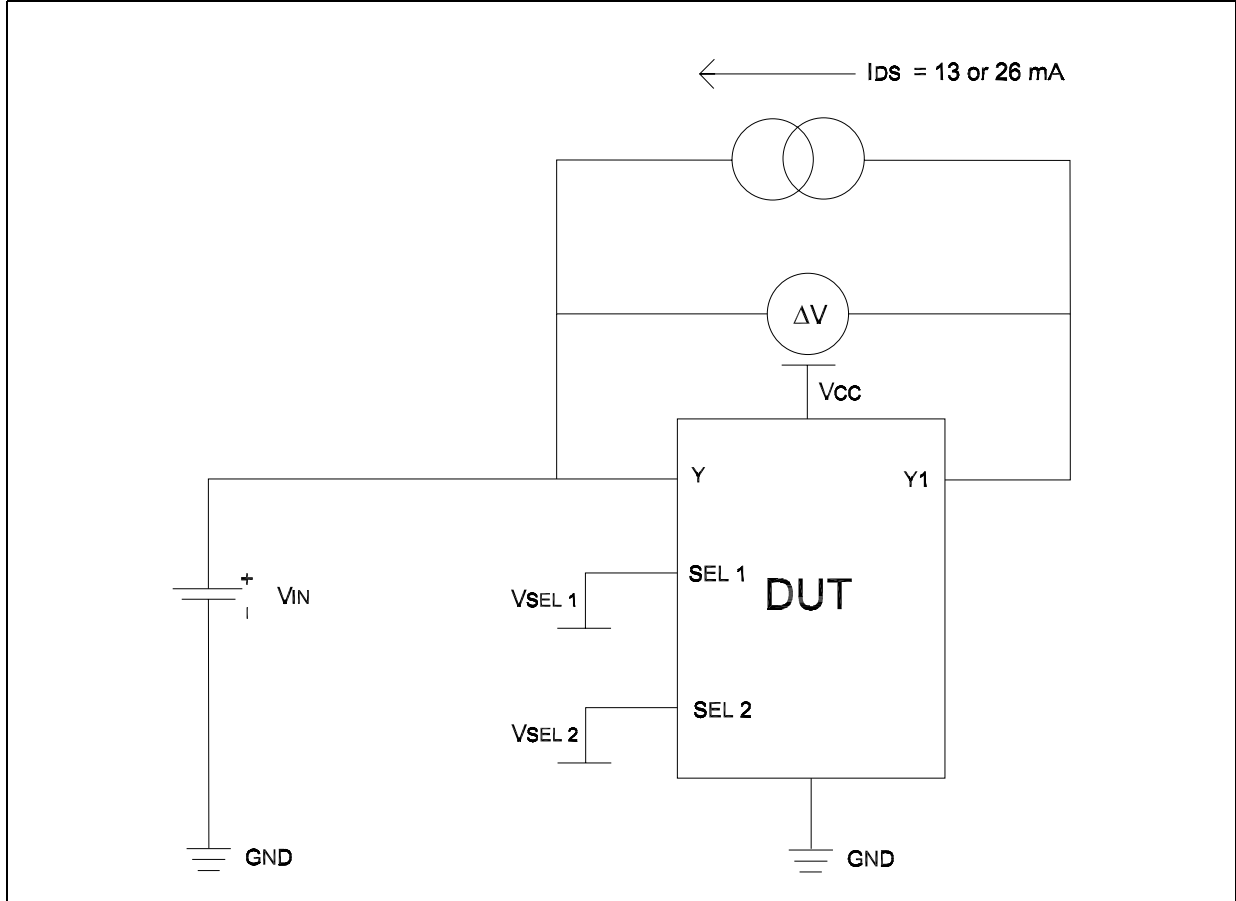 IDS = 13 or 26 mA
ΔV
VCC
Y
Y1
SEL 1
DUT
+
VIN
-
VSEL 1
SEL 2
VSEL 2
GND
GND